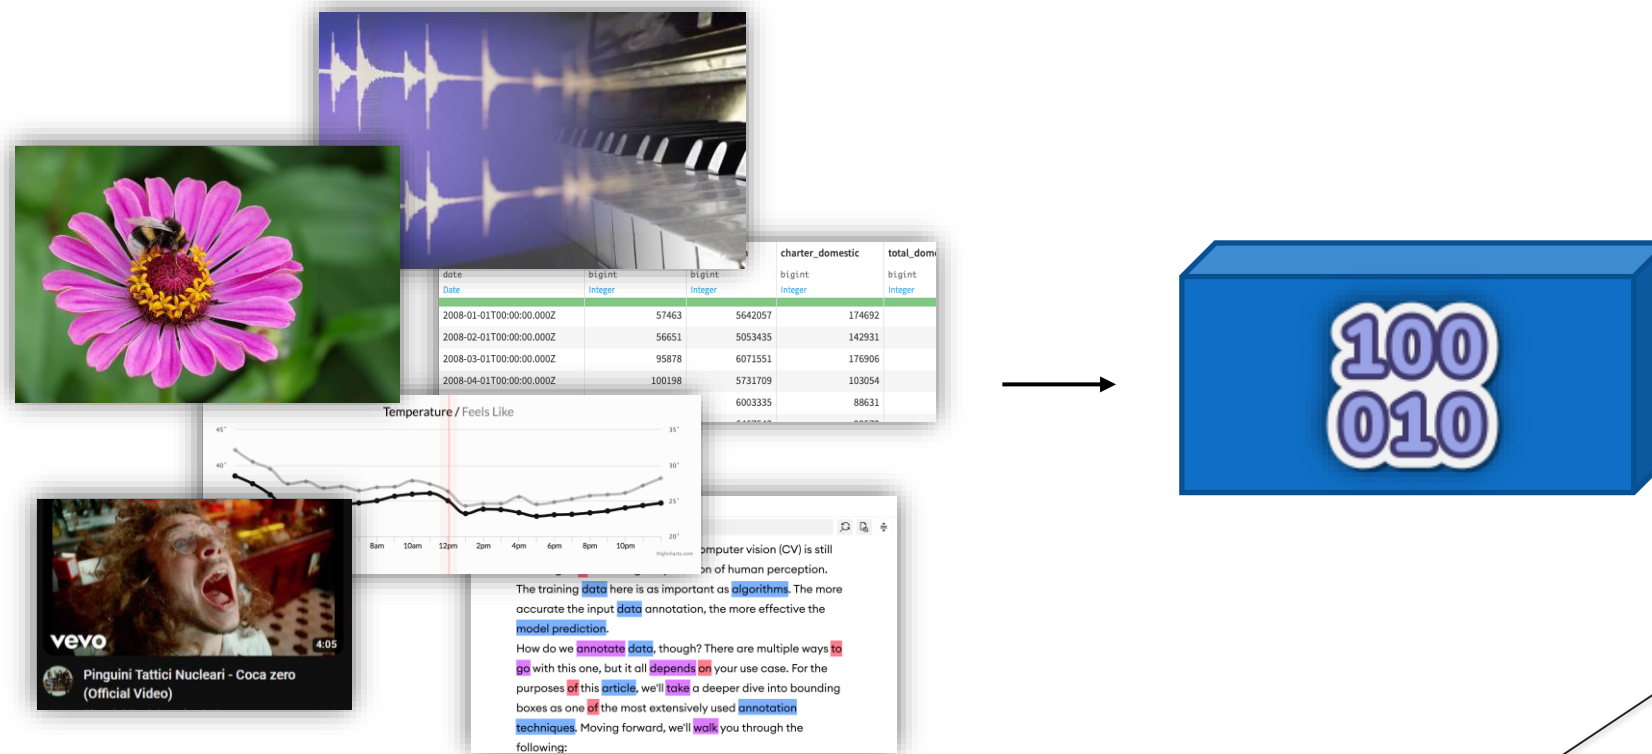 charter_domestic total_dom
date bigint bigint bigint bigint
Date Integer Integer Integer Integer
2008-01-01T00:00:00.000Z 57463 5642057 174692
2008-02-01T00:00:00.000Z 56651 5053435 142931
2008-03-01T00:00:00.000Z 95878 6071551 176906
2008-04-01T00:00:00.000Z 100198 5731709 103054
6003335 88631
Temperature / Feels Like
45° 35°
40° 30°
25°
20°
8am 10am 12pm 2pm 4pm 6pm 8pm 10pm
Highcharts.com
100
010
vevo
4:05
Pinguini Tattici Nucleari - Coca zero
(Official Video)
omputer vision (CV) is still
on of human perception.
The training data here is as important as algorithms. The more
accurate the input data annotation, the more effective the
model prediction.
How do we annotate data, though? There are multiple ways to
go with this one, but it all depends on your use case. For the
purposes of this article, we'll take a deeper dive into bounding
boxes as one of the most extensively used annotation
techniques. Moving forward, we'll walk you through the
following: